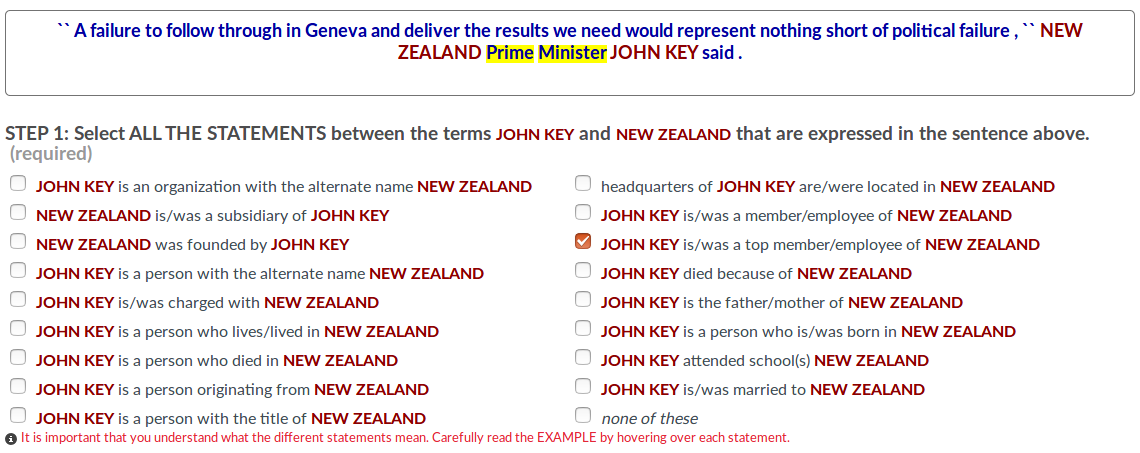 `` A failure to follow through in Geneva and deliver the results we need would represent nothing short of political failure , `` NEW
ZEALAND Prime Minister JOHN KEY said .
STEP 1: Select ALL THE STATEMENTS between the terms JOHN KEY and NEW ZEALAND that are expressed in the sentence above.
(required)
JOHN KEY is an organization with the alternate name NEW ZEALAND
NEW ZEALAND is/was a subsidiary of JOHN KEY
NEW ZEALAND was founded by JOHN KEY
JOHN KEY is a person with the alternate name NEW ZEALAND
JOHN KEY is/was charged with NEW ZEALAND
JOHN KEY is a person who lives/lived in NEW ZEALAND
JOHN KEY is a person who died in NEW ZEALAND
JOHN KEY is a person originating from NEW ZEALAND
JOHN KEY is a person with the title of NEW ZEALAND
headquarters of JOHN KEY are/were located in NEW ZEALAND
JOHN KEY is/was a member/employee of NEW ZEALAND
JOHN KEY is/was a top member/employee of NEW ZEALAND
JOHN KEY died because of NEW ZEALAND
JOHN KEY is the father/mother of NEW ZEALAND
JOHN KEY is a person who is/was born in NEW ZEALAND
JOHN KEY attended school(s) NEW ZEALAND
JOHN KEY is/was married to NEW ZEALAND
none of these
It is important that you understand what the different statements mean. Carefully read the EXAMPLE by hovering over each statement.